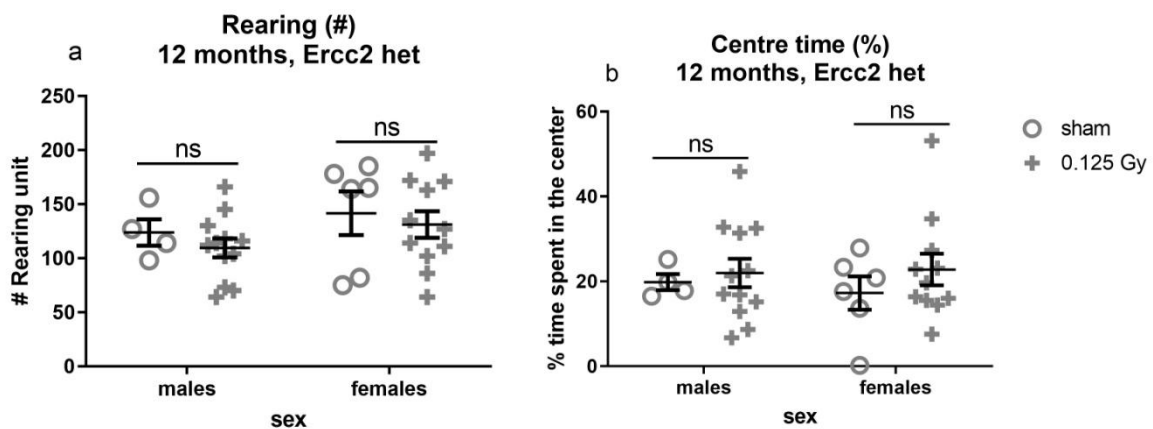 a
Rearing (#)
12 months, Ercc2 het
250
200
150
100
50
0
# Rearing unit
ns
ns
males
females
sex
b
Centre time (%)
12 months, Ercc2 het
60
40
20
0
% time spent in the center
ns
ns
males
females
sex
sham
0.125 Gy